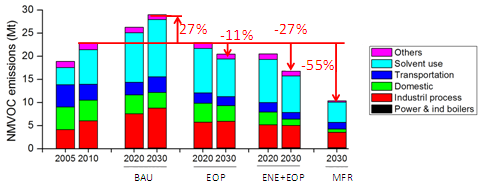 NMVOC emissions (Mt)
30
25
20
15
10
5
0
27%
-11%
-27%
-55%
Others
Solvent use
Transportation
Domestic
Industril process
Power & ind boilers
2005 2010 2020 2030 2020 2030 2020 2030 2030
BAU EOP ENE+EOP MFR